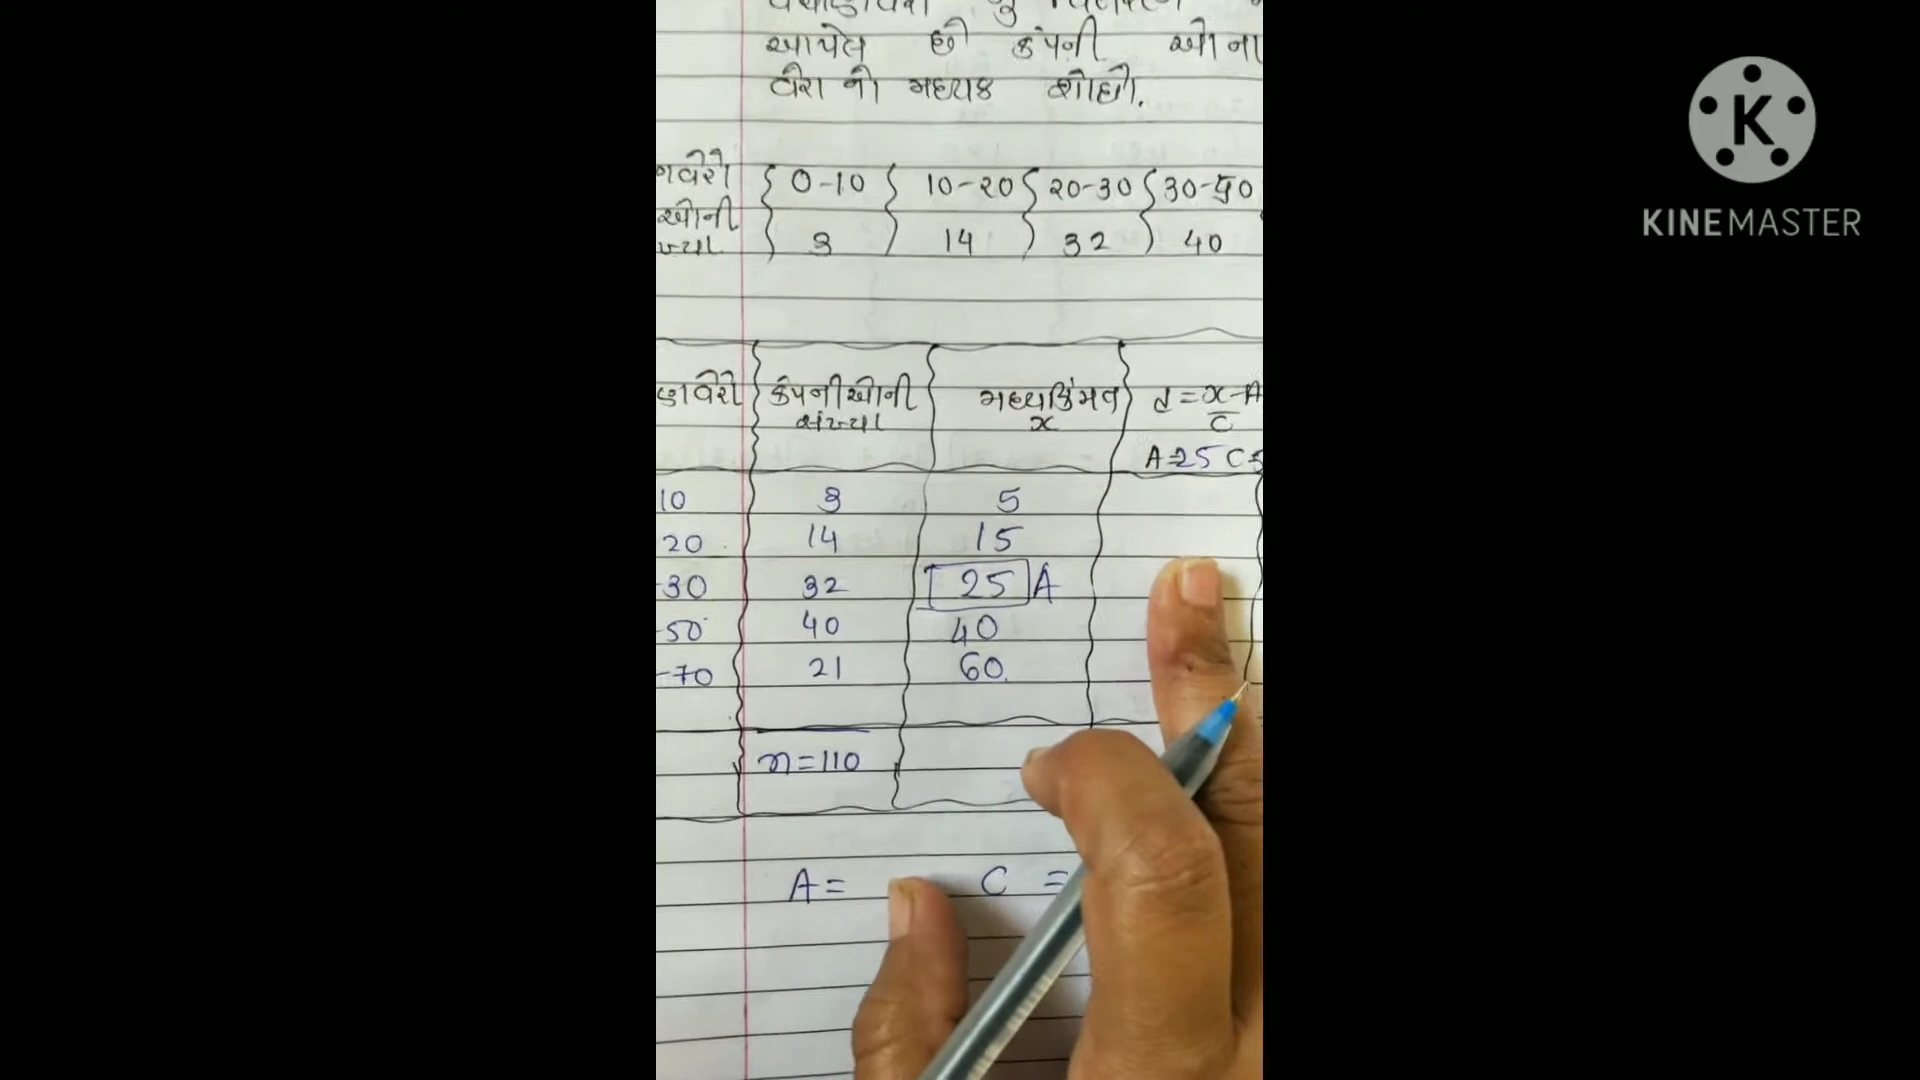 આપેલ છે કંપની ઓના
વેરા નો મધ્યક શોધો.
0-10 10-20 20-30 30-50
3 14 32 40
કંપનીઓની મધ્યકિંમત d = x-A
સંખ્યા x C
A=25 C=5
10 3 5
20 14 15
-30 32 25 A
-50 40 40
-70 21 60
n=110
A= C =
K
KINEMASTER